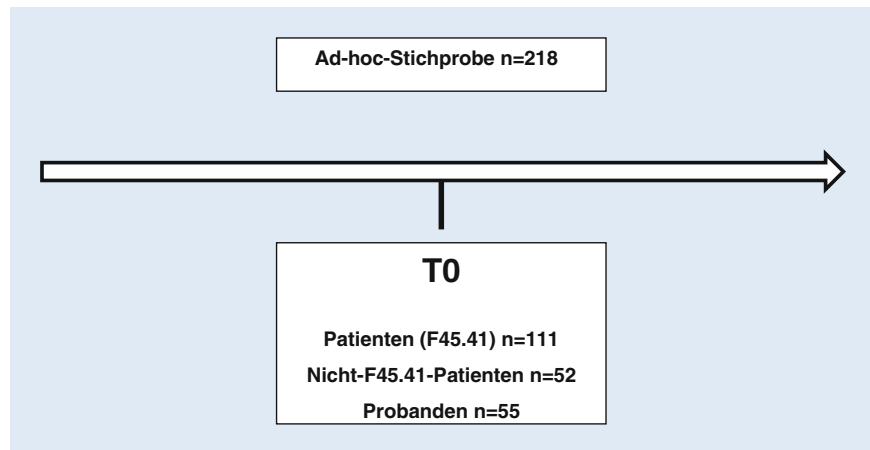 Ad-hoc-Stichprobe n=218
T0
Patienten (F45.41) n=111
Nicht-F45.41-Patienten n=52
Probanden n=55